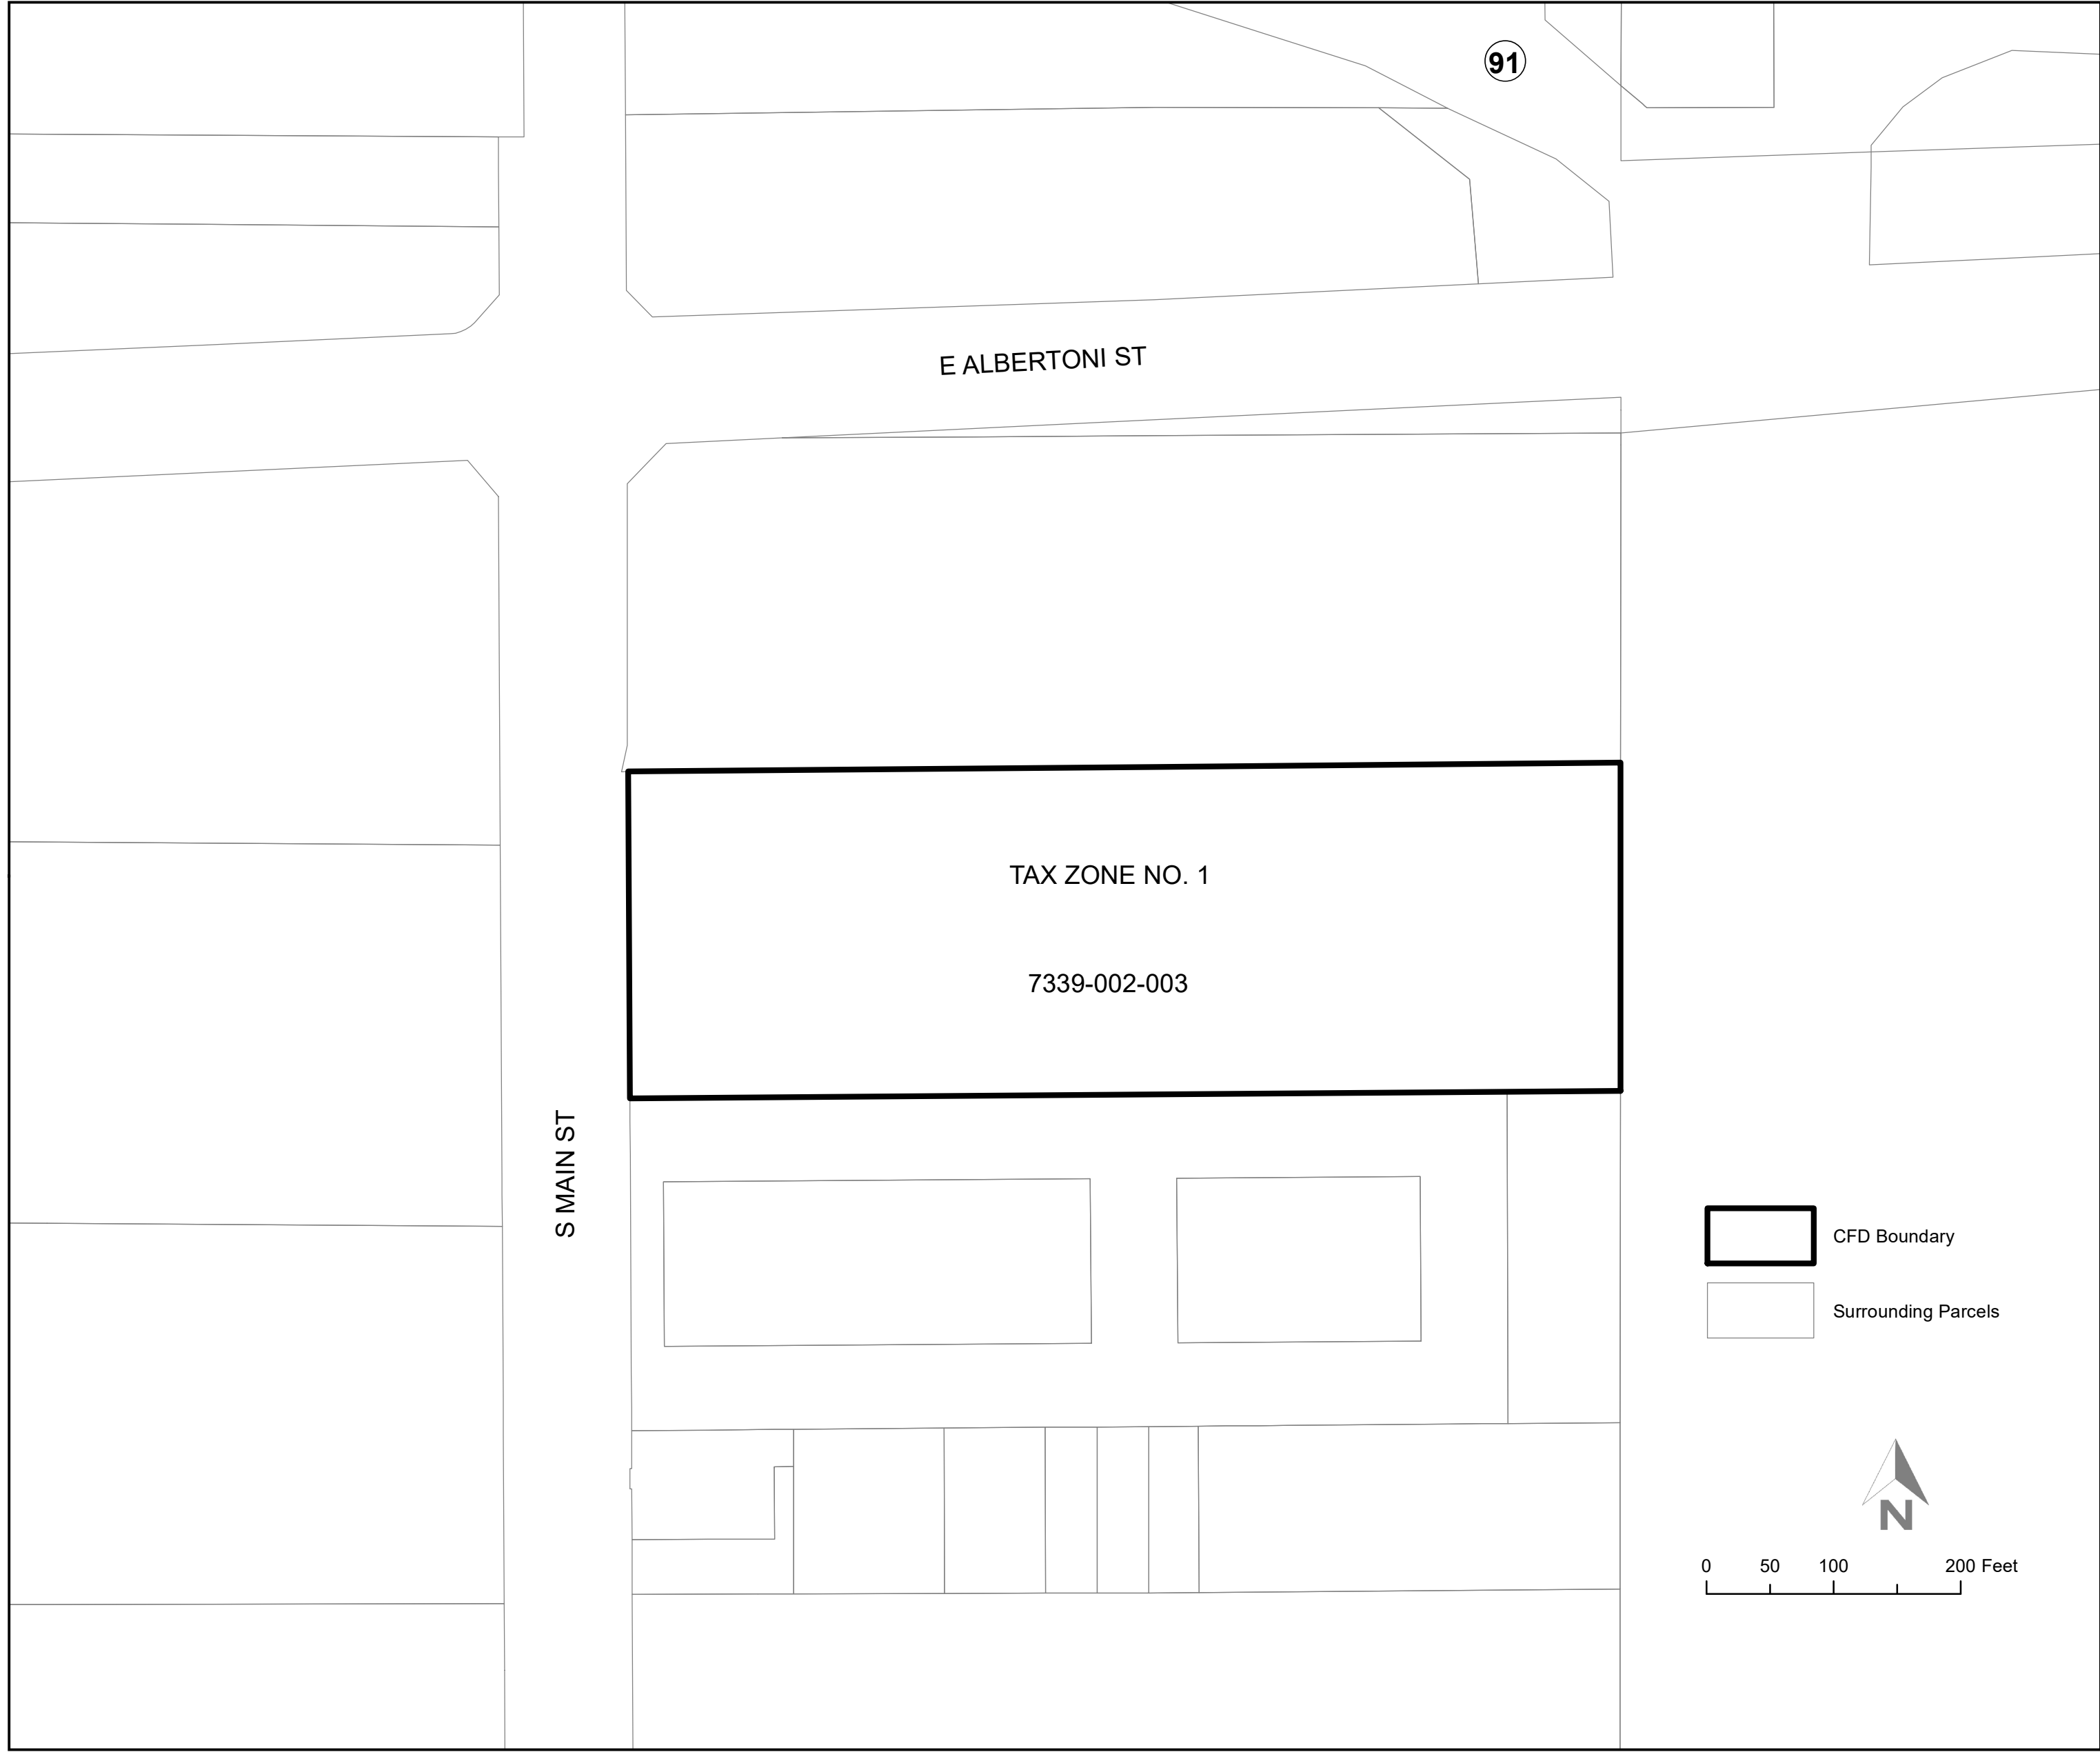 91
E ALBERTONI ST
TAX ZONE NO. 1
7339-002-003
S MAIN ST
CFD Boundary
Surrounding Parcels
N
0 50 100 200 Feet